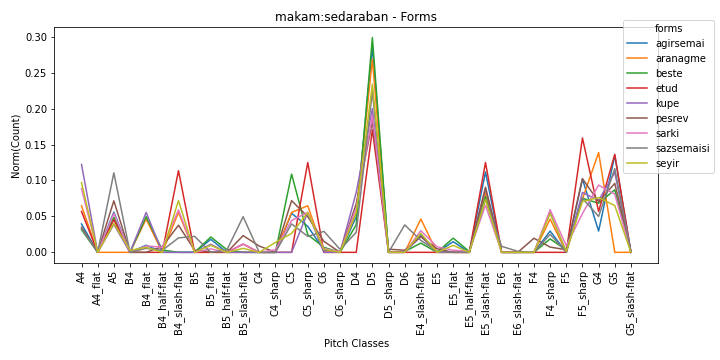 makam:sedaraban - Forms
forms
agirsemai
aranagme
beste
etud
kupe
pesrev
sarki
sazsemaisi
seyir
Norm(Count)
0.30
0.25
0.20
0.15
0.10
0.05
0.00
A4
A4_flat
A5
B4
B4_flat
B4_half-flat
B4_slash-flat
B5
B5_flat
B5_half-flat
B5_slash-flat
C4
C4_sharp
C5
C5_sharp
C6
C6_sharp
D4
D5
D5_sharp
D6
E4_slash-flat
E5
E5_flat
E5_half-flat
E5_slash-flat
E6
E6_slash-flat
F4
F4_sharp
F5
F5_sharp
G4
G5
G5_slash-flat
Pitch Classes